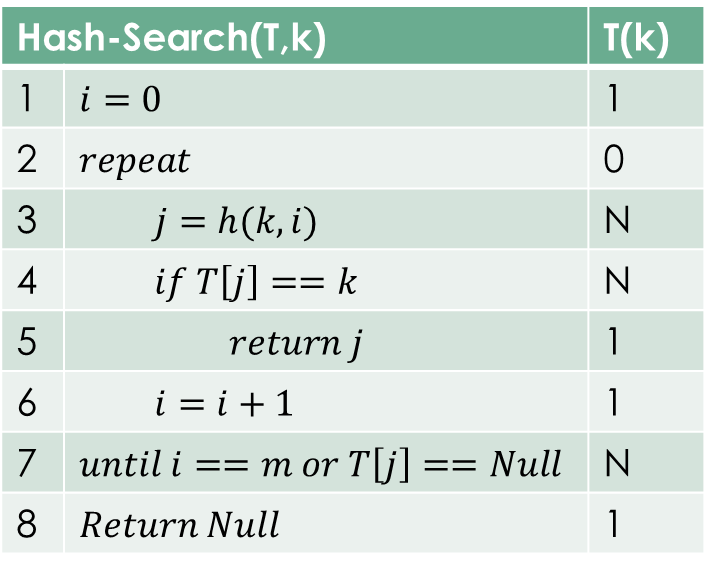 Hash-Search(T,k) T(k)
1 i = 0 1
2 repeat 0
3 j = h(k, i) N
4 if T[j] == k N
5 return j 1
6 i = i + 1 1
7 until i == m or T[j] == Null N
8 Return Null 1